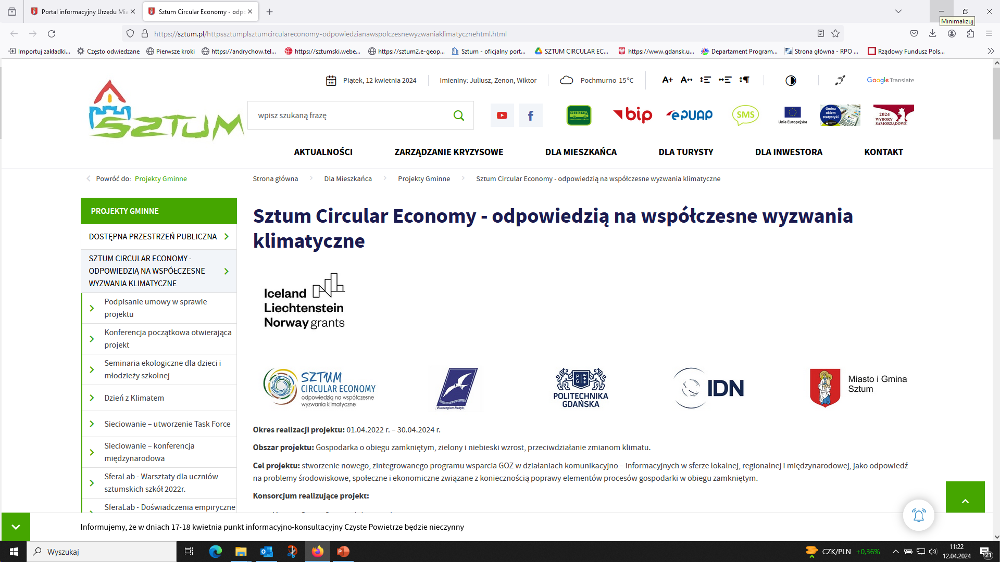 Portal informacyjny Urzędu Mia
Sztum Circular Economy - odpo
Minimalizuj
https://sztum.pl/httpssztumplsztumcirculareconomy-odpowiedzianawspolczesnewyzwaniaklimatycznehtml.html
Importuj zakładki...
Często odwiedzane
Pierwsze kroki
https://andrychow.tel...
https://sztumski.webe...
https://sztum2.e-geop...
Sztum - oficjalny port...
SZTUM CIRCULAR EC...
https://www.gdansk.u...
Departament Program...
Strona główna - RPO ...
Rządowy Fundusz Pols...
Piątek, 12 kwietnia 2024
Imieniny: Juliusz, Zenon, Wiktor
Pochmurno 15°C
A+
A
Google Translate
SZTUM
wpisz szukaną frazę
bip
ePUAP
SMS
Unia Europejska
Gmina okiem statystyki
2024 WYBORY SAMORZĄDOWE
AKTUALNOŚCI
ZARZĄDZANIE KRYZYSOWE
DLA MIESZKAŃCA
DLA TURYSTY
DLA INWESTORA
KONTAKT
Powróć do: Projekty Gminne
Strona główna
Dla Mieszkańca
Projekty Gminne
Sztum Circular Economy - odpowiedzią na współczesne wyzwania klimatyczne
PROJEKTY GMINNE
DOSTĘPNA PRZESTRZEŃ PUBLICZNA
SZTUM CIRCULAR ECONOMY -
ODPOWIEDZIĄ NA WSPÓŁCZESNE
WYZWANIA KLIMATYCZNE
Podpisanie umowy w sprawie
projektu
Konferencja początkowa otwierająca
projekt
Seminaria ekologiczne dla dzieci i
młodzieży szkolnej
Dzień z Klimatem
Sieciowanie – utworzenie Task Force
Sieciowanie – konferencja
międzynarodowa
SferaLab - Warsztaty dla uczniów
sztumskich szkół 2022r.
SferaLab - Doświadczenia empiryczne
Sztum Circular Economy - odpowiedzią na współczesne wyzwania
klimatyczne
Iceland
Liechtenstein
Norway grants
SZTUM
CIRCULAR ECONOMY
odpowiedzią na współczesne
wyzwania klimatyczne
Euroregion Bałtyk
PG
POLITECHNIKA
GDAŃSKA
IDN
Miasto i Gmina
Sztum
Okres realizacji projektu: 01.04.2022 r. – 30.04.2024 r.
Obszar projektu: Gospodarka o obiegu zamkniętym, zielony i niebieski wzrost, przeciwdziałanie zmianom klimatu.
Cel projektu: stworzenie nowego, zintegrowanego programu wsparcia GOZ w działaniach komunikacyjno – informacyjnych w sferze lokalnej, regionalnej i międzynarodowej, jako odpowiedź
na problemy środowiskowe, społeczne i ekonomiczne związane z koniecznością poprawy elementów procesów gospodarki w obiegu zamkniętym.
Konsorcjum realizujące projekt:
Informujemy, że w dniach 17-18 kwietnia punkt informacyjno-konsultacyjny Czyste Powietrze będzie nieczynny
Wyszukaj
CZK/PLN +0,36%
11:22
12.04.2024
21